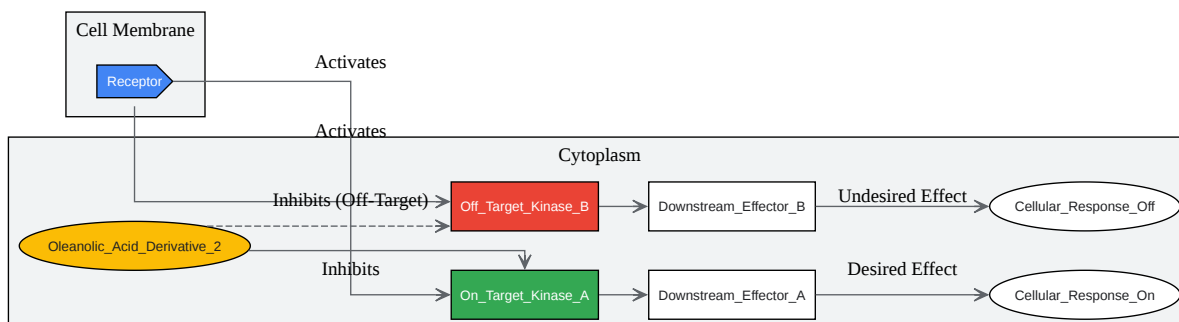 Cell Membrane
Receptor
Activates
Activates
Cytoplasm
Inhibits (Off-Target)
Off_Target_Kinase_B
Downstream_Effector_B
Undesired Effect
Cellular_Response_Off
Oleanolic_Acid_Derivative_2
Inhibits
On_Target_Kinase_A
Downstream_Effector_A
Desired Effect
Cellular_Response_On